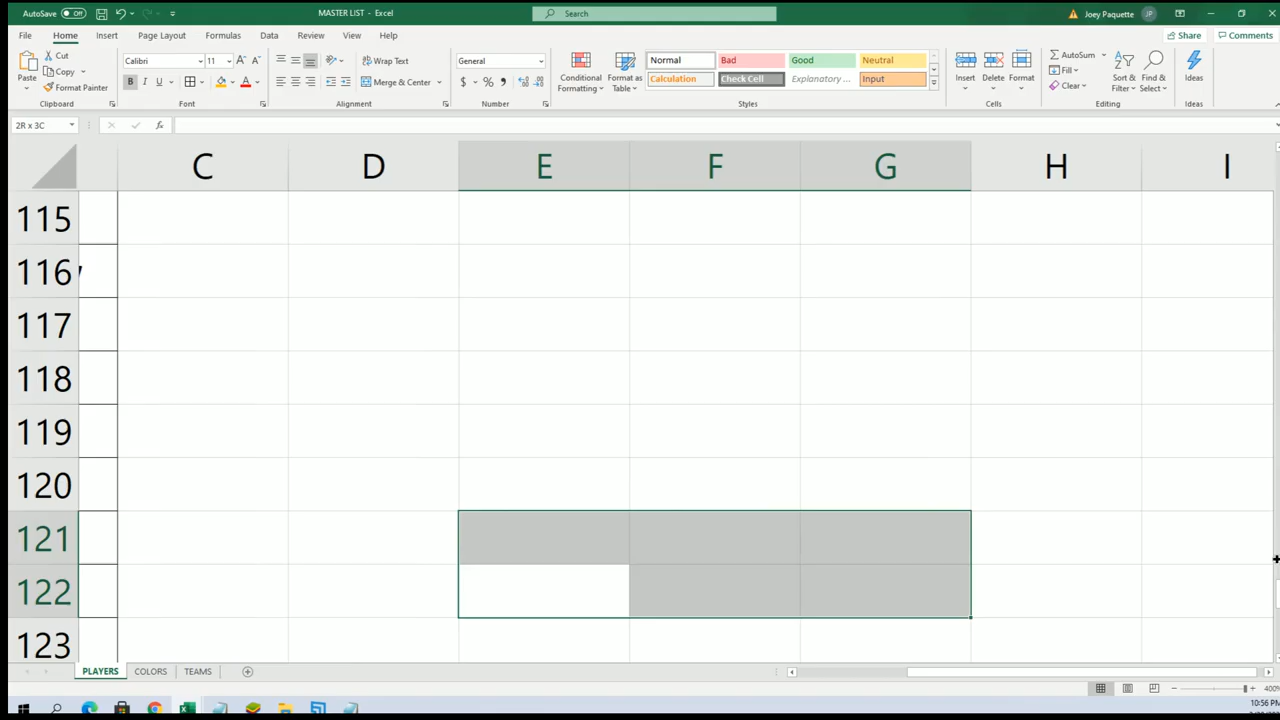 AutoSave Off MASTER LIST - Excel Search Joey Paquette JP
File Home Insert Page Layout Formulas Data Review View Help Share Comments
Paste Cut Copy Format Painter Clipboard
Calibri 11 A A B I U A Font
Wrap Text Merge & Center Alignment
General $ % Number
Conditional Formatting Format as Table
Normal Bad Good Neutral
Calculation Check Cell Explanatory ... Input
Styles
Insert Delete Format Cells
AutoSum Fill Clear Sort & Filter Find & Select Editing
Ideas Ideas
2R x 3C fx
C D E F G H I
115
116
117
118
119
120
121
122
123
PLAYERS COLORS TEAMS
400%
10:56 PM